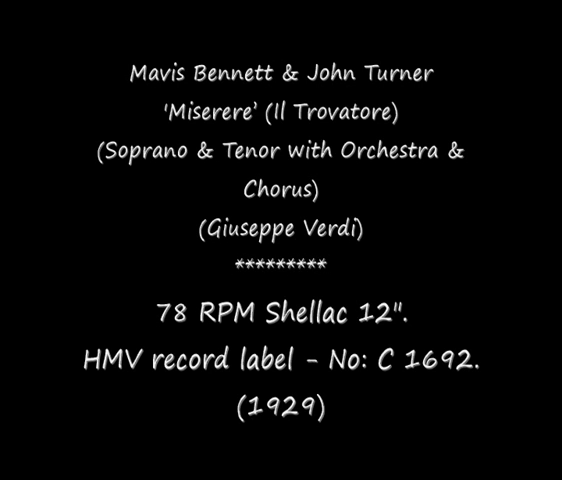 Mavis Bennett & John Turner
'Miserere' (Il Trovatore)
(Soprano & Tenor with Orchestra &
Chorus)
(Giuseppe Verdi)
*********
78 RPM Shellac 12".
HMV record label - No: C 1692.
(1929)